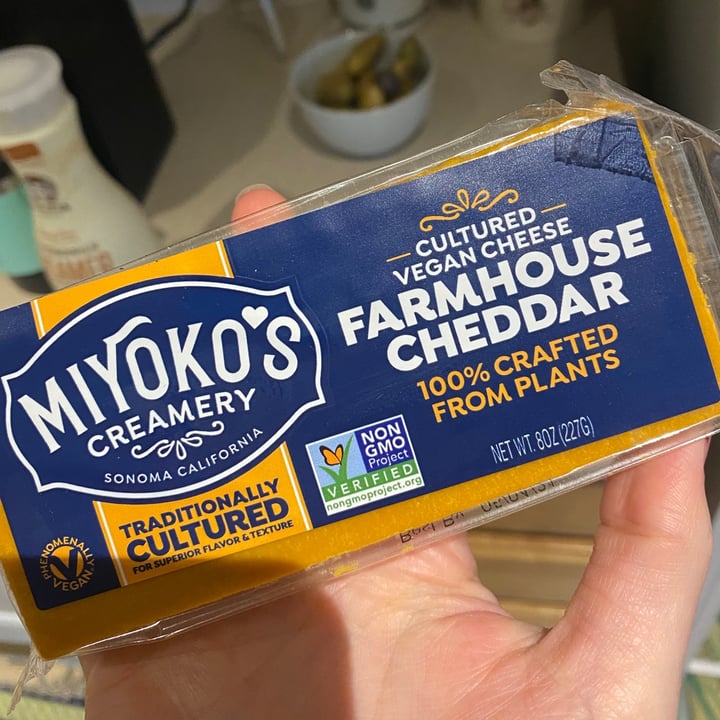 MIYOKO'S
CREAMERY
SONOMA CALIFORNIA
TRADITIONALLY
CULTURED
FOR SUPERIOR FLAVOR & TEXTURE
PHENOMENALLY
VEGAN
CULTURED
VEGAN CHEESE
FARMHOUSE
CHEDDAR
100% CRAFTED
FROM PLANTS
NON
GMO
Project
VERIFIED
nongmoproject.org
NET WT. 8OZ (227G)